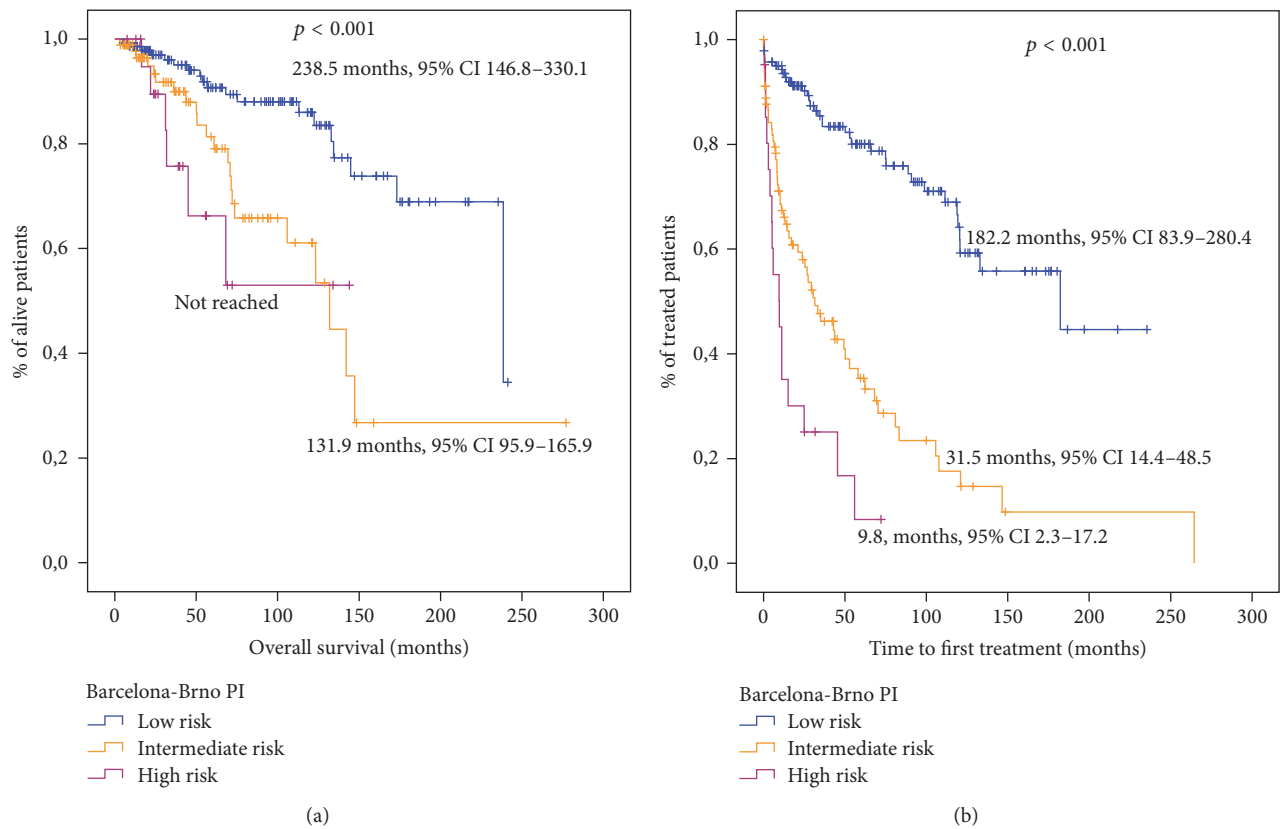 p < 0.001
238.5 months, 95% CI 146.8–330.1
Not reached
131.9 months, 95% CI 95.9–165.9
% of alive patients
1,0
0,8
0,6
0,4
0,2
0,0
0 50 100 150 200 250 300
Overall survival (months)
Barcelona-Brno PI
Low risk
Intermediate risk
High risk
(a)
p < 0.001
182.2 months, 95% CI 83.9–280.4
31.5 months, 95% CI 14.4–48.5
9.8, months, 95% CI 2.3–17.2
% of treated patients
1,0
0,8
0,6
0,4
0,2
0,0
0 50 100 150 200 250 300
Time to first treatment (months)
Barcelona-Brno PI
Low risk
Intermediate risk
High risk
(b)